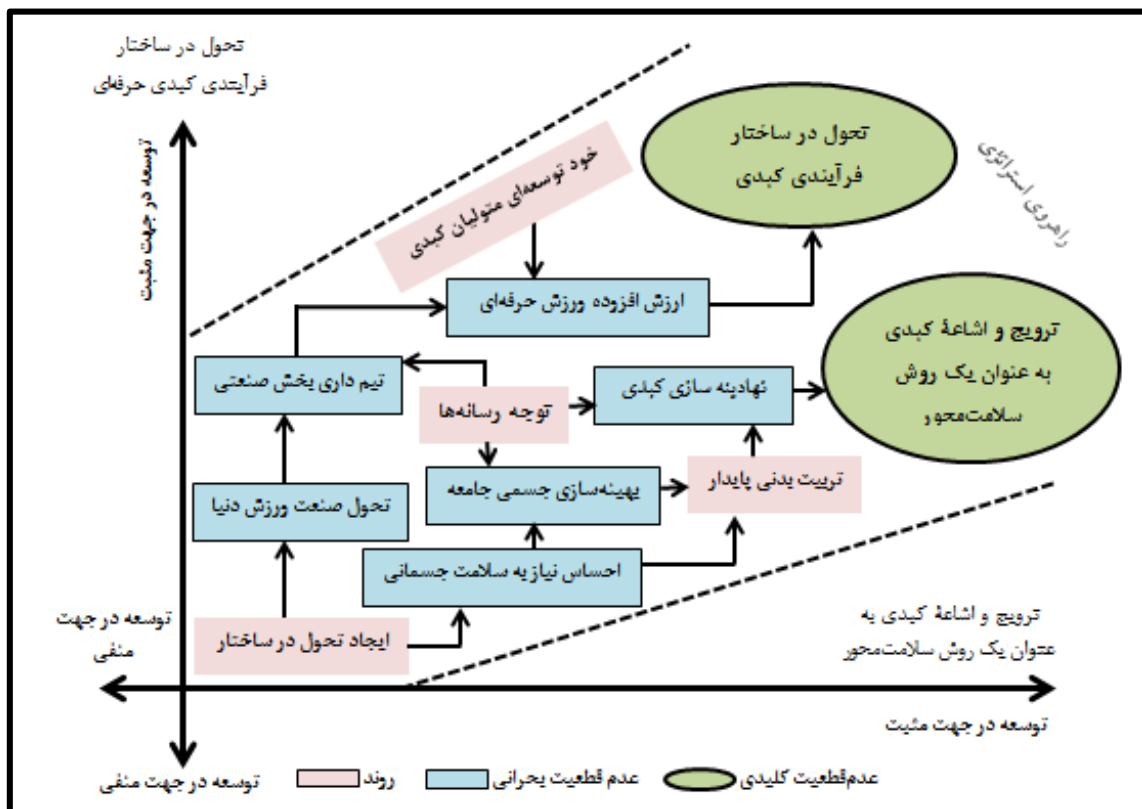 تحول در ساختار
فرآیندی کبدی حرفه‌ای
توسعه در جهت مثبت
خود توسعه‌ای متولیان کبدی
تحول در ساختار
فرآیندی کبدی
راهروی استراتژی
ارزش افزوده ورزش حرفه‌ای
ترویج و اشاعهٔ کبدی
به عنوان یک روش
سلامت‌محور
تیم داری بخش صنعتی
توجه رسانه‌ها
نهادینه سازی کبدی
تحول صنعت ورزش دنیا
بهینه‌سازی جسمی جامعه
تربیت بدنی پایدار
احساس نیاز به سلامت جسمانی
ایجاد تحول در ساختار
توسعه در جهت
منفی
ترویج و اشاعهٔ کبدی به
عنوان یک روش سلامت‌محور
توسعه در جهت مثبت
توسعه در جهت منفی
روند
عدم قطعیت بحرانی
عدم‌قطعیت کلیدی